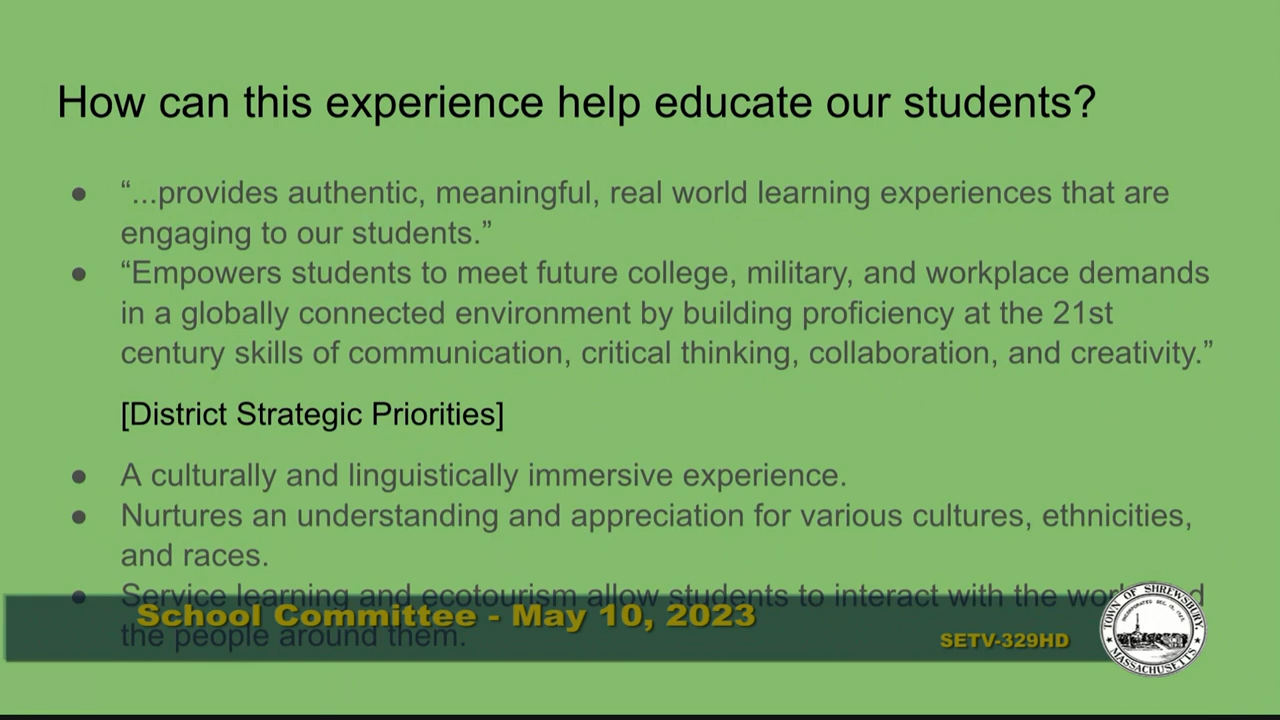 How can this experience help educate our students?
● “...provides authentic, meaningful, real world learning experiences that are
engaging to our students.”
● “Empowers students to meet future college, military, and workplace demands
in a globally connected environment by building proficiency at the 21st
century skills of communication, critical thinking, collaboration, and creativity.”
[District Strategic Priorities]
● A culturally and linguistically immersive experience.
● Nurtures an understanding and appreciation for various cultures, ethnicities,
and races.
● Service learning and ecotourism allow students to interact with the
the people around them.
School Committee - May 10, 2023
SETV-329HD
TOWN OF SHREWSBURY,
MASSACHUSETTS